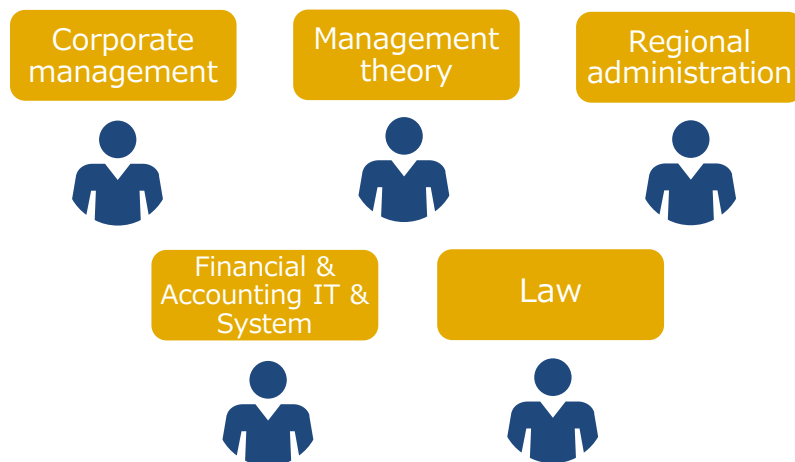 Corporate
management
Management
theory
Regional
administration
Financial &
Accounting IT &
System
Law